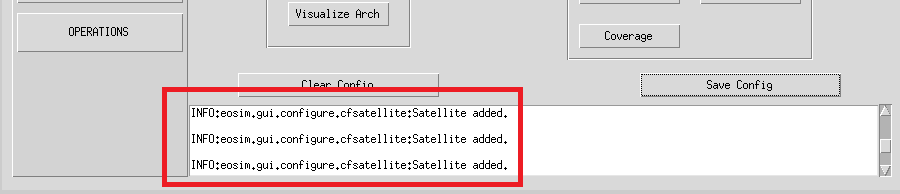 Visualize Arch
OPERATIONS
Coverage
Clear Config
Save Config
INFO:eosim.gui.configure.cfsatellite:Satellite added.
INFO:eosim.gui.configure.cfsatellite:Satellite added.
INFO:eosim.gui.configure.cfsatellite:Satellite added.